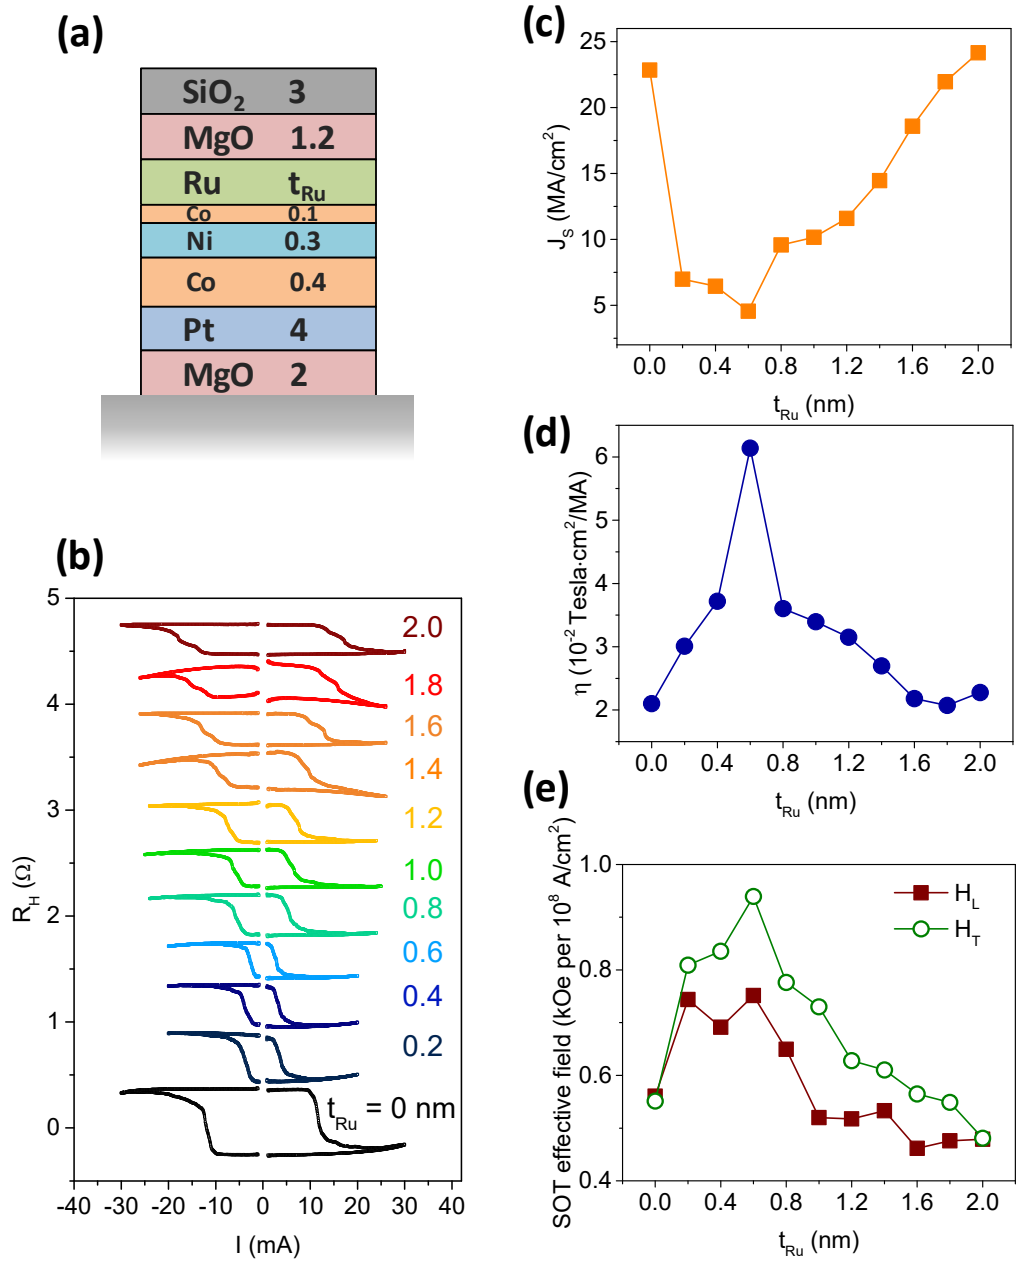 (a)
SiO2 3
MgO 1.2
Ru tRu
Co 0.1
Ni 0.3
Co 0.4
Pt 4
MgO 2
(b)
5
4
3
2
1
0
RH (Ω)
2.0
1.8
1.6
1.4
1.2
1.0
0.8
0.6
0.4
0.2
tRu = 0 nm
-40 -30 -20 -10 0 10 20 30 40
I (mA)
(c)
25
20
15
10
5
JS (MA/cm2)
0.0 0.4 0.8 1.2 1.6 2.0
tRu (nm)
(d)
6
5
4
3
2
η (10-2 Tesla·cm2/MA)
0.0 0.4 0.8 1.2 1.6 2.0
tRu (nm)
(e)
1.0
0.8
0.6
0.4
SOT effective field (kOe per 108 A/cm2)
HL
HT
0.0 0.4 0.8 1.2 1.6 2.0
tRu (nm)